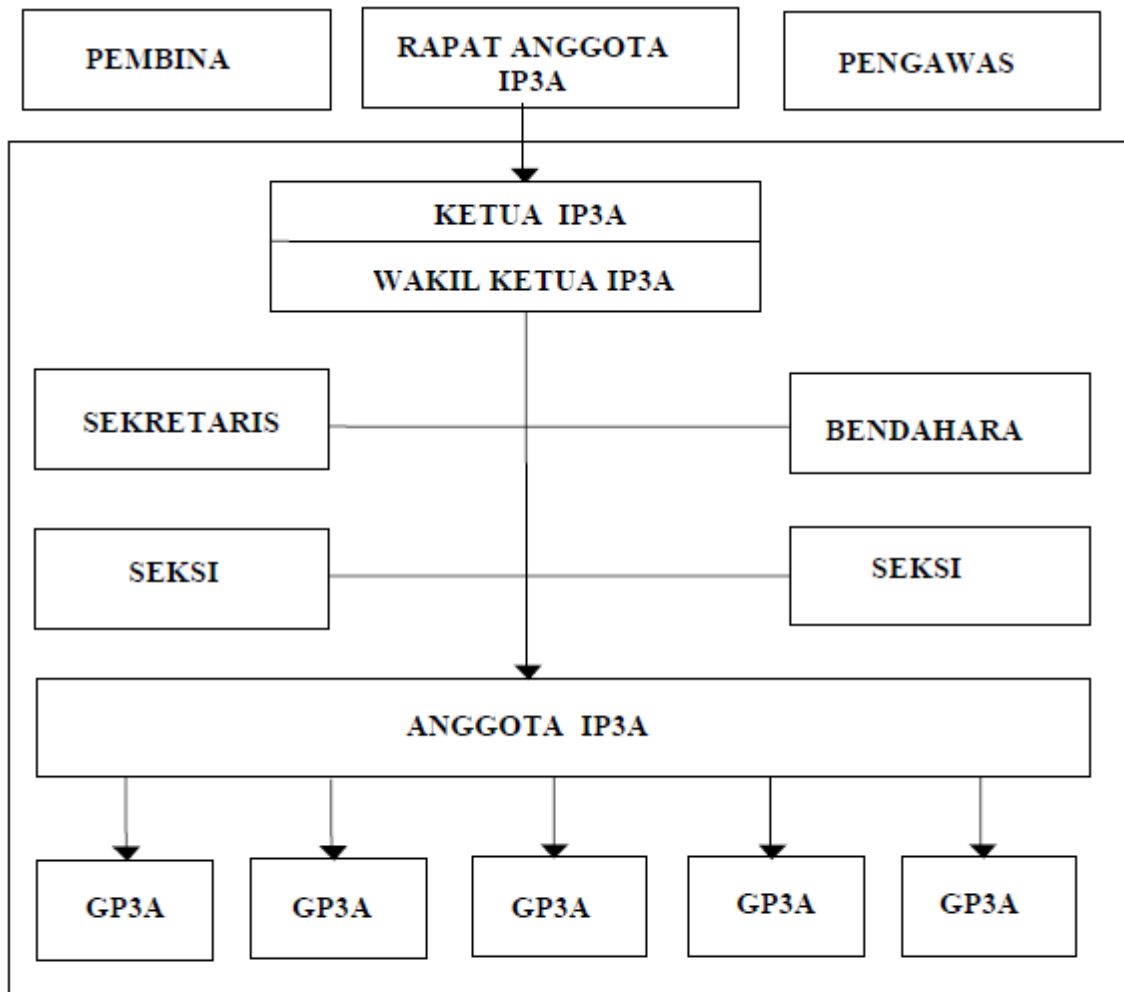 PEMBINA
RAPAT ANGGOTA
IP3A
PENGAWAS
KETUA IP3A
WAKIL KETUA IP3A
SEKRETARIS
BENDAHARA
SEKSI
SEKSI
ANGGOTA IP3A
GP3A
GP3A
GP3A
GP3A
GP3A